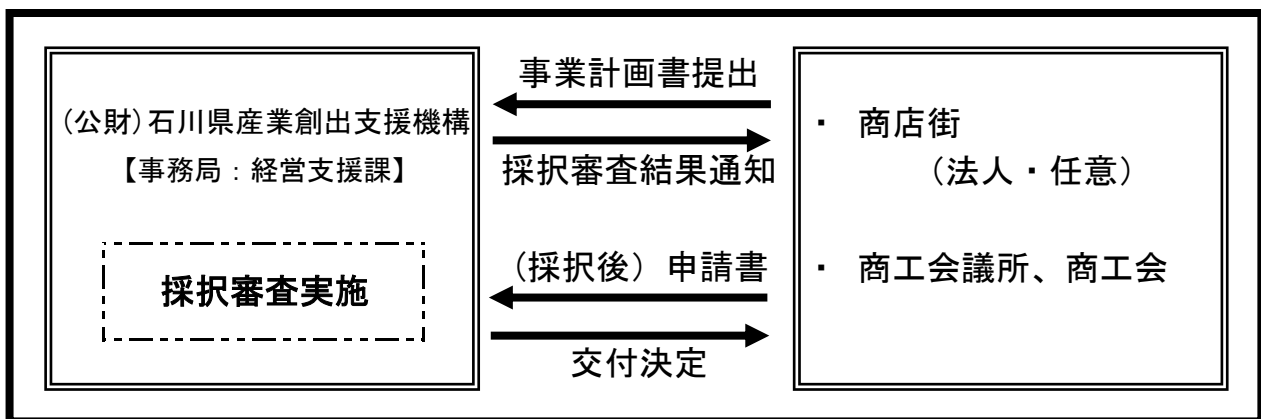 (公財)石川県産業創出支援機構
【事務局：経営支援課】
採択審査実施
事業計画書提出
採択審査結果通知
(採択後) 申請書
交付決定
・ 商店街
(法人・任意)
・ 商工会議所、商工会